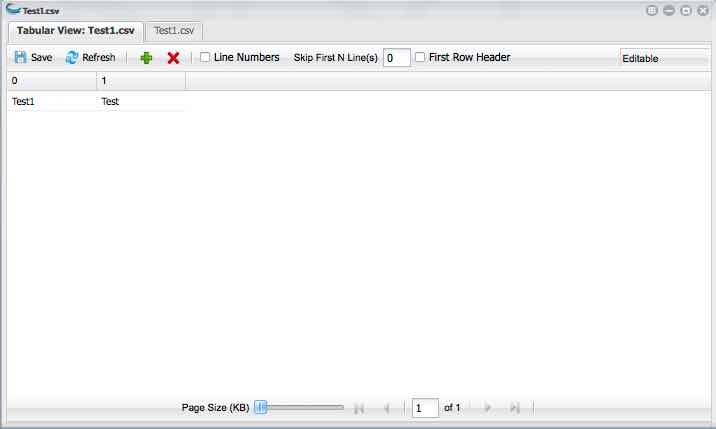 Test1.csv
Tabular View: Test1.csv Test1.csv
Save Refresh Line Numbers Skip First N Line(s) 0 First Row Header Editable
0 1
Test1 Test
Page Size (KB) 1 of 1